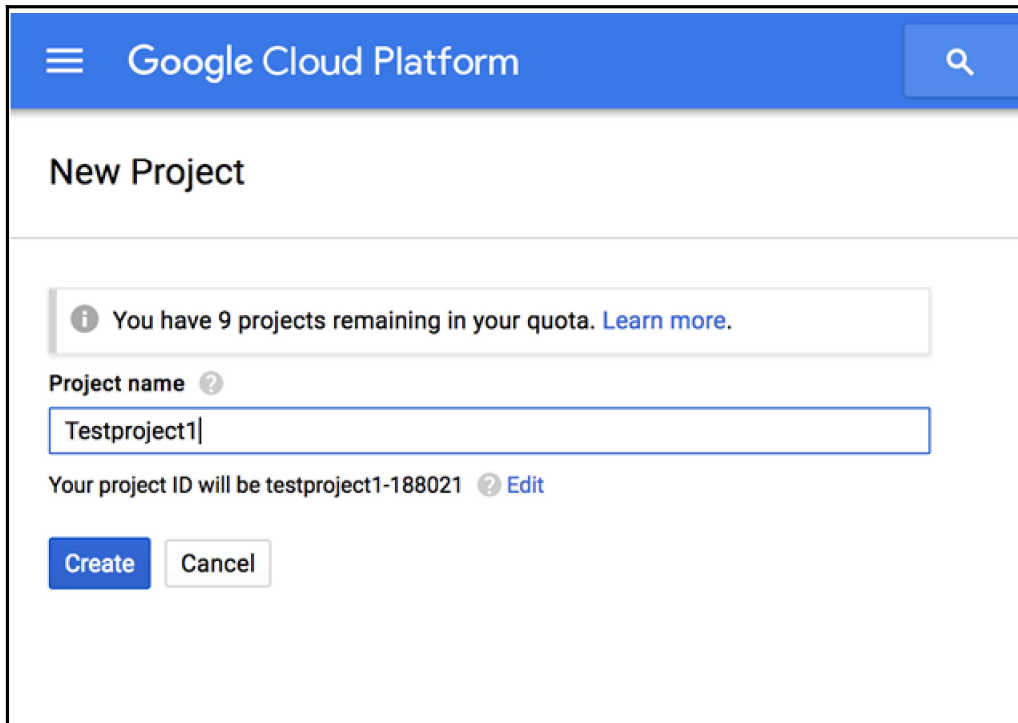 Google Cloud Platform
New Project
You have 9 projects remaining in your quota. Learn more.
Project name
Testproject1
Your project ID will be testproject1-188021 Edit
Create Cancel